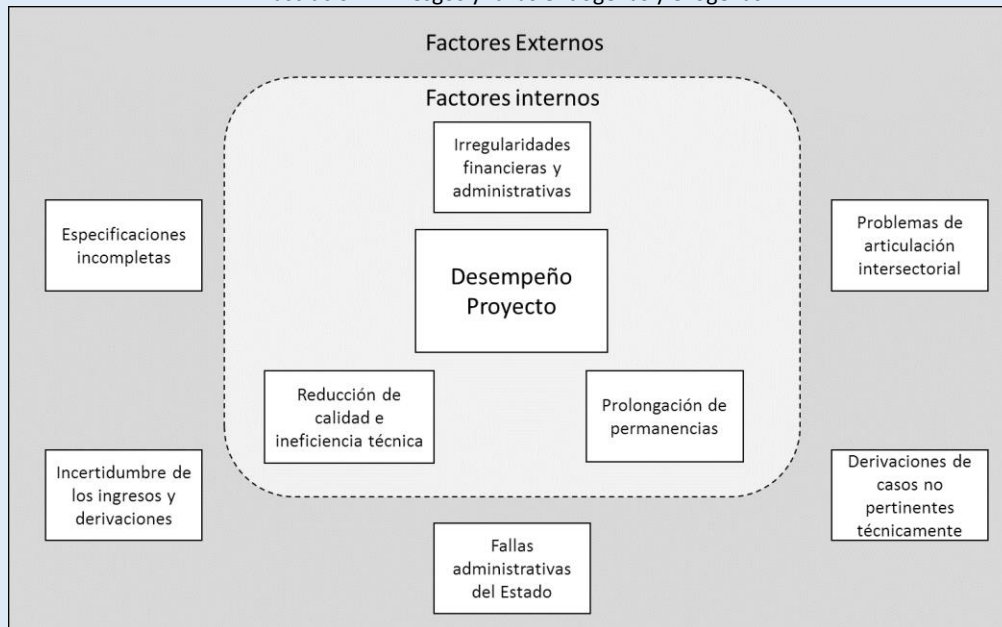 Factores Externos
Factores internos
Irregularidades
financieras y
administrativas
Especificaciones
incompletas
Problemas de
articulación
intersectorial
Desempeño
Proyecto
Reducción de
calidad e
ineficiencia técnica
Prolongación de
permanencias
Incertidumbre de
los ingresos y
derivaciones
Derivaciones de
casos no
pertinentes
técnicamente
Fallas
administrativas
del Estado